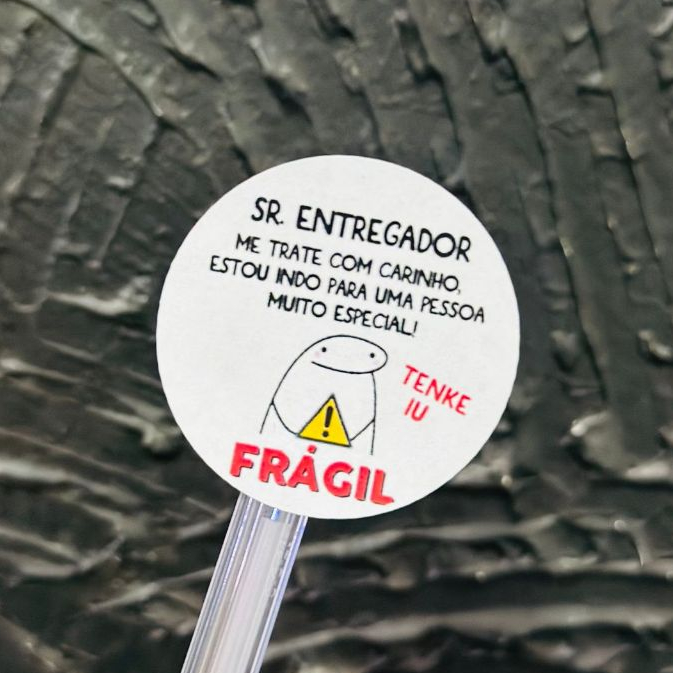 SR. ENTREGADOR
ME TRATE COM CARINHO,
ESTOU INDO PARA UMA PESSOA
MUITO ESPECIAL!
TENKE
IU
!
FRÁGIL